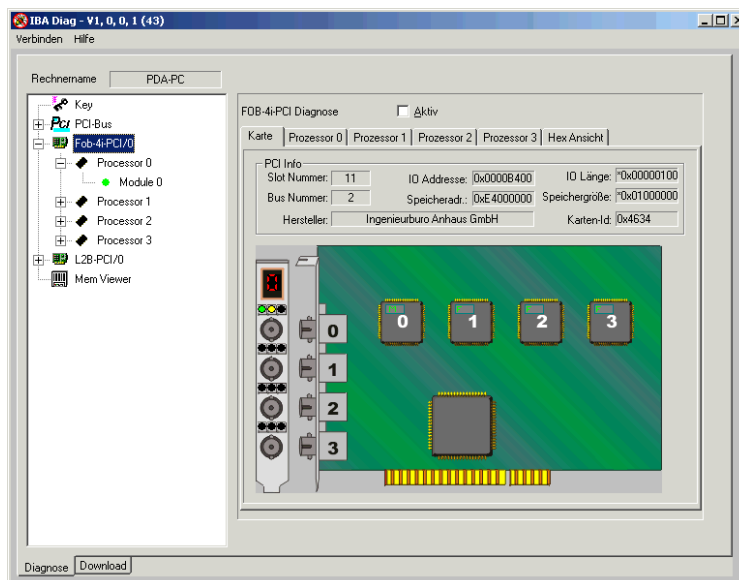 IBA Diag - V1, 0, 0, 1 (43)
Verbinden Hilfe
Rechnername PDA-PC
Key
PCI PCI-Bus
Fob-4i-PCI/0
Processor 0
Module 0
Processor 1
Processor 2
Processor 3
L2B-PCI/0
Mem Viewer
FOB-4i-PCI Diagnose Aktiv
Karte Prozessor 0 Prozessor 1 Prozessor 2 Prozessor 3 Hex Ansicht
PCI Info
Slot Nummer: 11 IO Addresse: 0x0000B400 IO Länge: *0x00000100
Bus Nummer: 2 Speicheradr.: 0xE4000000 Speichergröße: *0x01000000
Hersteller: Ingenieurburo Anhaus GmbH Karten-Id: 0x4634
0
0 1 2 3
0
1
2
3
Diagnose Download